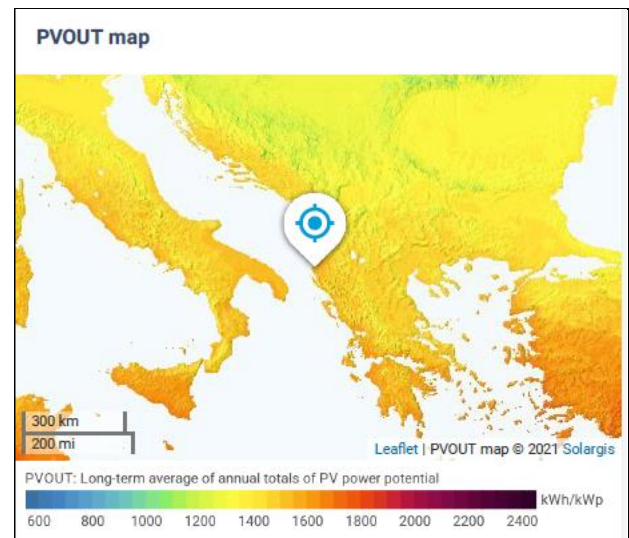 PVOUT map
300 km
200 mi
Leaflet | PVOUT map © 2021 Solargis
PVOUT: Long-term average of annual totals of PV power potential
kWh/kWp
600 800 1000 1200 1400 1600 1800 2000 2200 2400